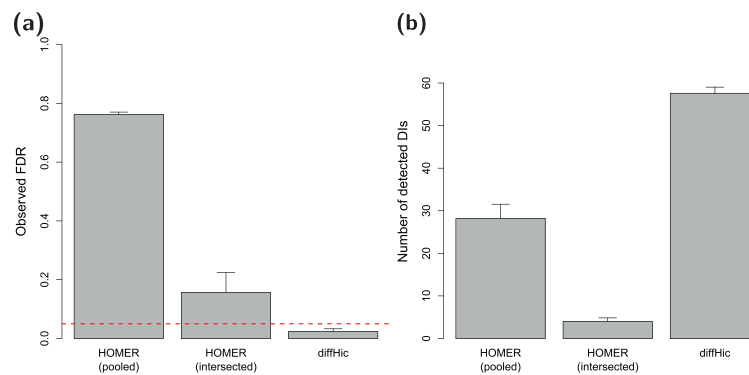 (a)
Observed FDR
1.0
0.8
0.6
0.4
0.2
0.0
HOMER
(pooled)
HOMER
(intersected)
diffHic
(b)
Number of detected DIs
60
50
40
30
20
10
0
HOMER
(pooled)
HOMER
(intersected)
diffHic